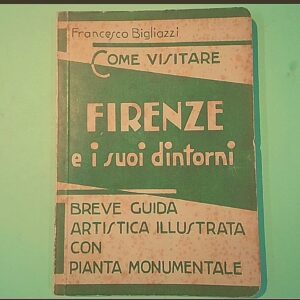 Francesco Bigliazzi
COME VISITARE
FIRENZE
e i suoi dintorni
BREVE GUIDA
ARTISTICA ILLUSTRATA
CON
PIANTA MONUMENTALE